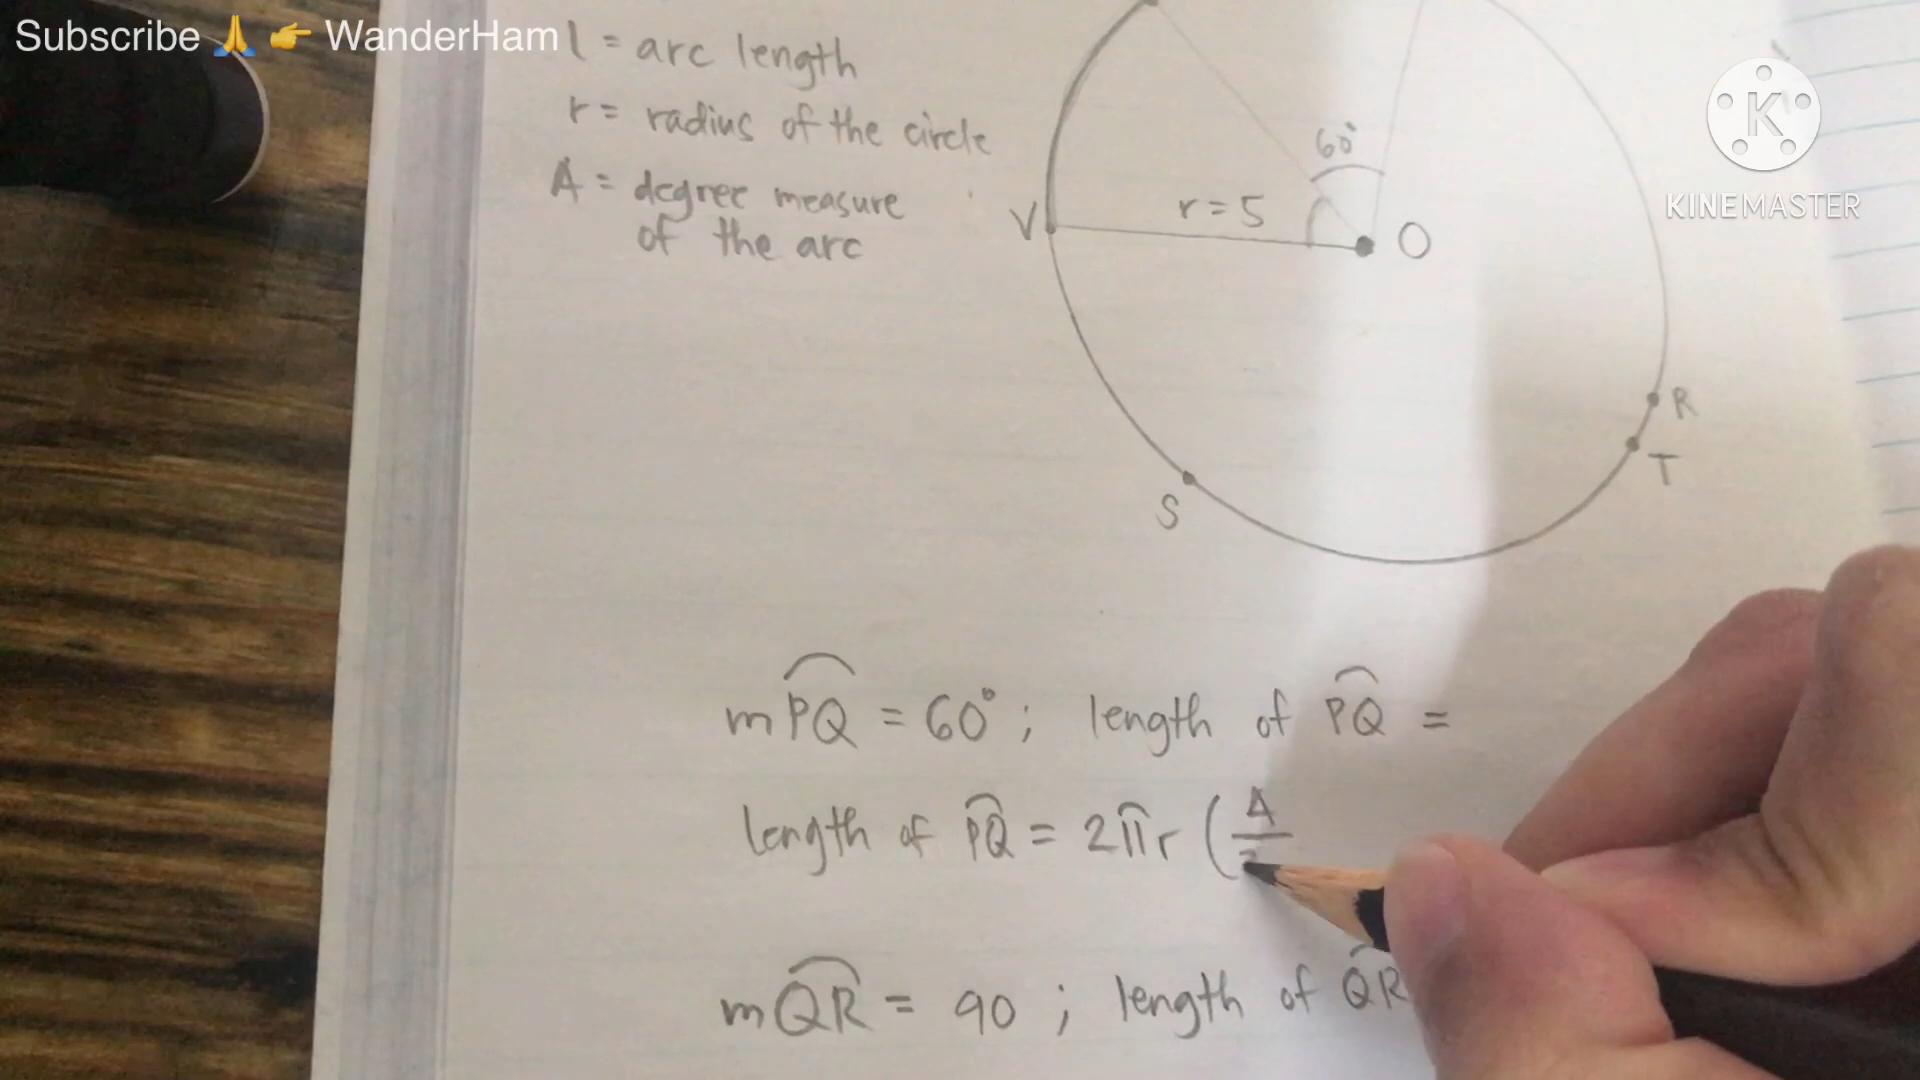 Subscribe 🙏 👉 WanderHam
l = arc length
r = radius of the circle
A = degree measure
of the arc
60°
r = 5
V
O
K
KINEMASTER
R
T
S
mPQ = 60° ; length of PQ =
length of PQ = 2πr ( A
mQR = 90 ; length of QR